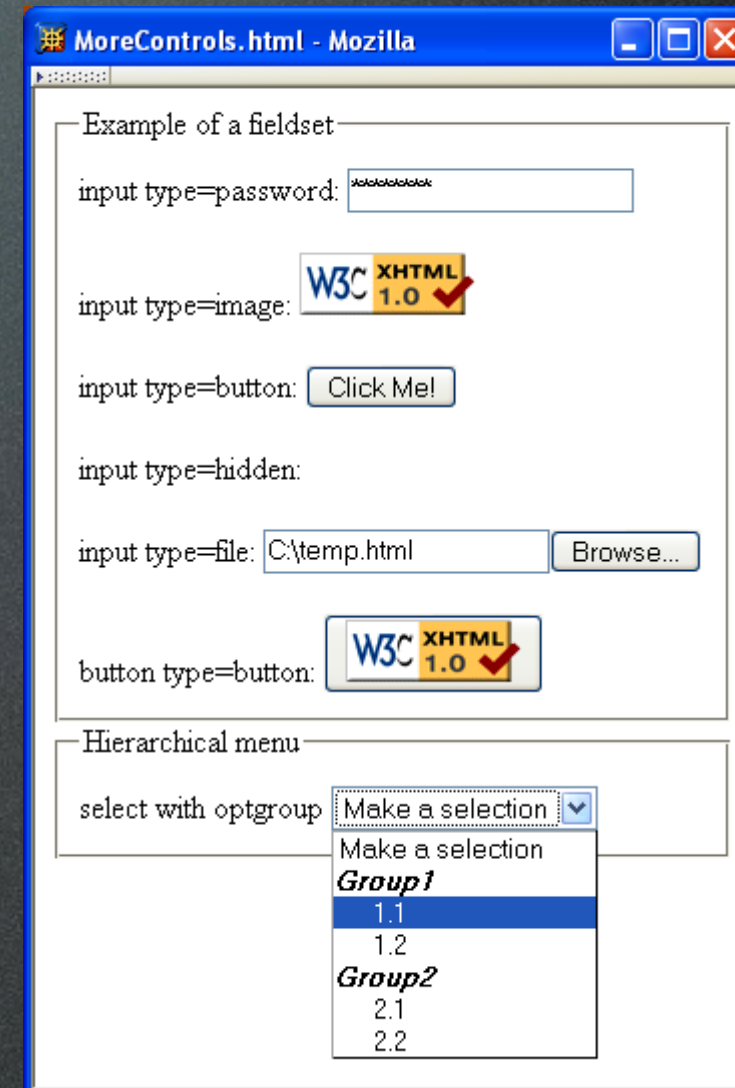 MoreControls.html - Mozilla
Example of a fieldset
input type=password: *********
input type=image: W3C XHTML 1.0
input type=button: Click Me!
input type=hidden:
input type=file: C:\temp.html Browse...
button type=button: W3C XHTML 1.0
Hierarchical menu
select with optgroup Make a selection
Make a selection
Group1
1.1
1.2
Group2
2.1
2.2